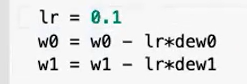 lr = 0.1
w0 = w0 - lr*dew0
w1 = w1 - lr*dew1